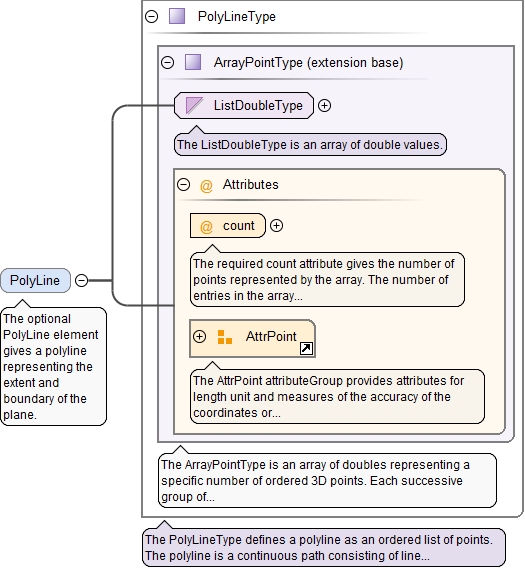 PolyLineType
ArrayPointType (extension base)
ListDoubleType
The ListDoubleType is an array of double values.
@ Attributes
@ count
The required count attribute gives the number of
points represented by the array. The number of
entries in the array...
AttrPoint
The AttrPoint attributeGroup provides attributes for
length unit and measures of the accuracy of the
coordinates or...
PolyLine
The optional
PolyLine element
gives a polyline
representing the
extent and
boundary of the
plane.
The ArrayPointType is an array of doubles representing a
specific number of ordered 3D points. Each successive
group of...
The PolyLineType defines a polyline as an ordered list of points.
The polyline is a continuous path consisting of line...